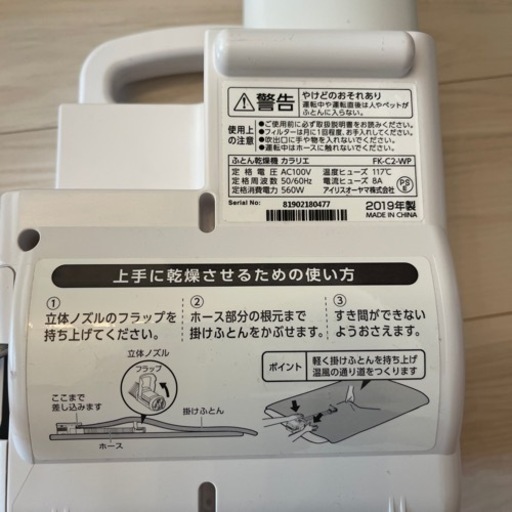 警告
やけどのおそれあり
運転中や運転直後は人やペットが
ふとんに入らない。
使用上の注意
●ご使用前に必ず取扱説明書をお読みください。
●フィルターは月に1回程度、お手入れしてください。
●吹出口に手や物を入れないでください。
●運転中はホースに触れないでください。
ふとん乾燥機 カラリエ FK-C2-WP
定格電圧 AC100V 温度ヒューズ 117℃
定格周波数 50/60Hz 電流ヒューズ 8A
定格消費電力 560W アイリスオーヤマ株式会社
PSE
Serial No: 81902180477
2019年製
MADE IN CHINA
上手に乾燥させるための使い方
①
立体ノズルのフラップを
持ち上げてください。
②
ホース部分の根元まで
掛けふとんをかぶせます。
③
すき間ができない
ようおさえます。
立体ノズル
フラップ
ここまで
差し込みます
掛けふとん
ホース
ポイント
軽く掛けふとんを持ち上げ
温風の通り道をつくります